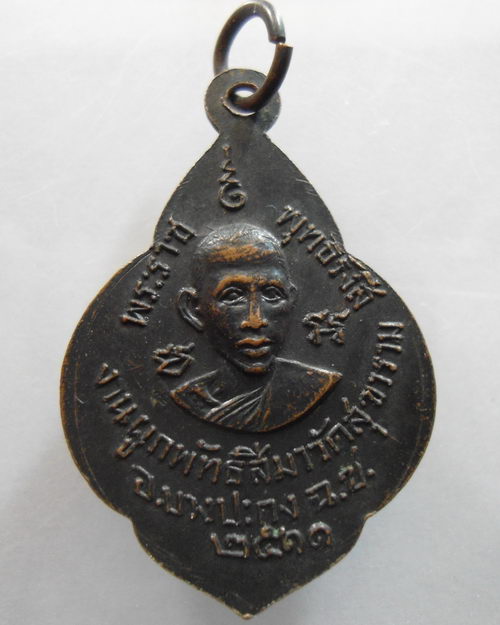 พระราช
พุทธิรังสี
งานผูกพัทธสีมาวัดสุขาราม
อ.บางปะกง ฉ.ช.
๒๕๑๑